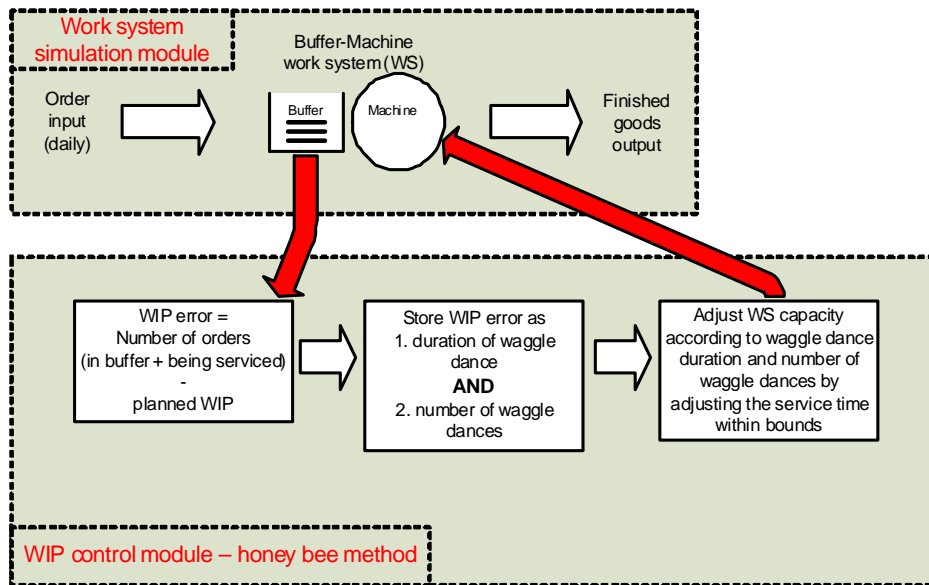 Work system
simulation module
Buffer-Machine
work system (WS)
Order
input
(daily)
Buffer
Machine
Finished
goods
output
WIP error =
Number of orders
(in buffer + being serviced)
-
planned WIP
Store WIP error as
1. duration of waggle
dance
AND
2. number of waggle
dances
Adjust WS capacity
according to waggle dance
duration and number of
waggle dances by
adjusting the service time
within bounds
WIP control module – honey bee method